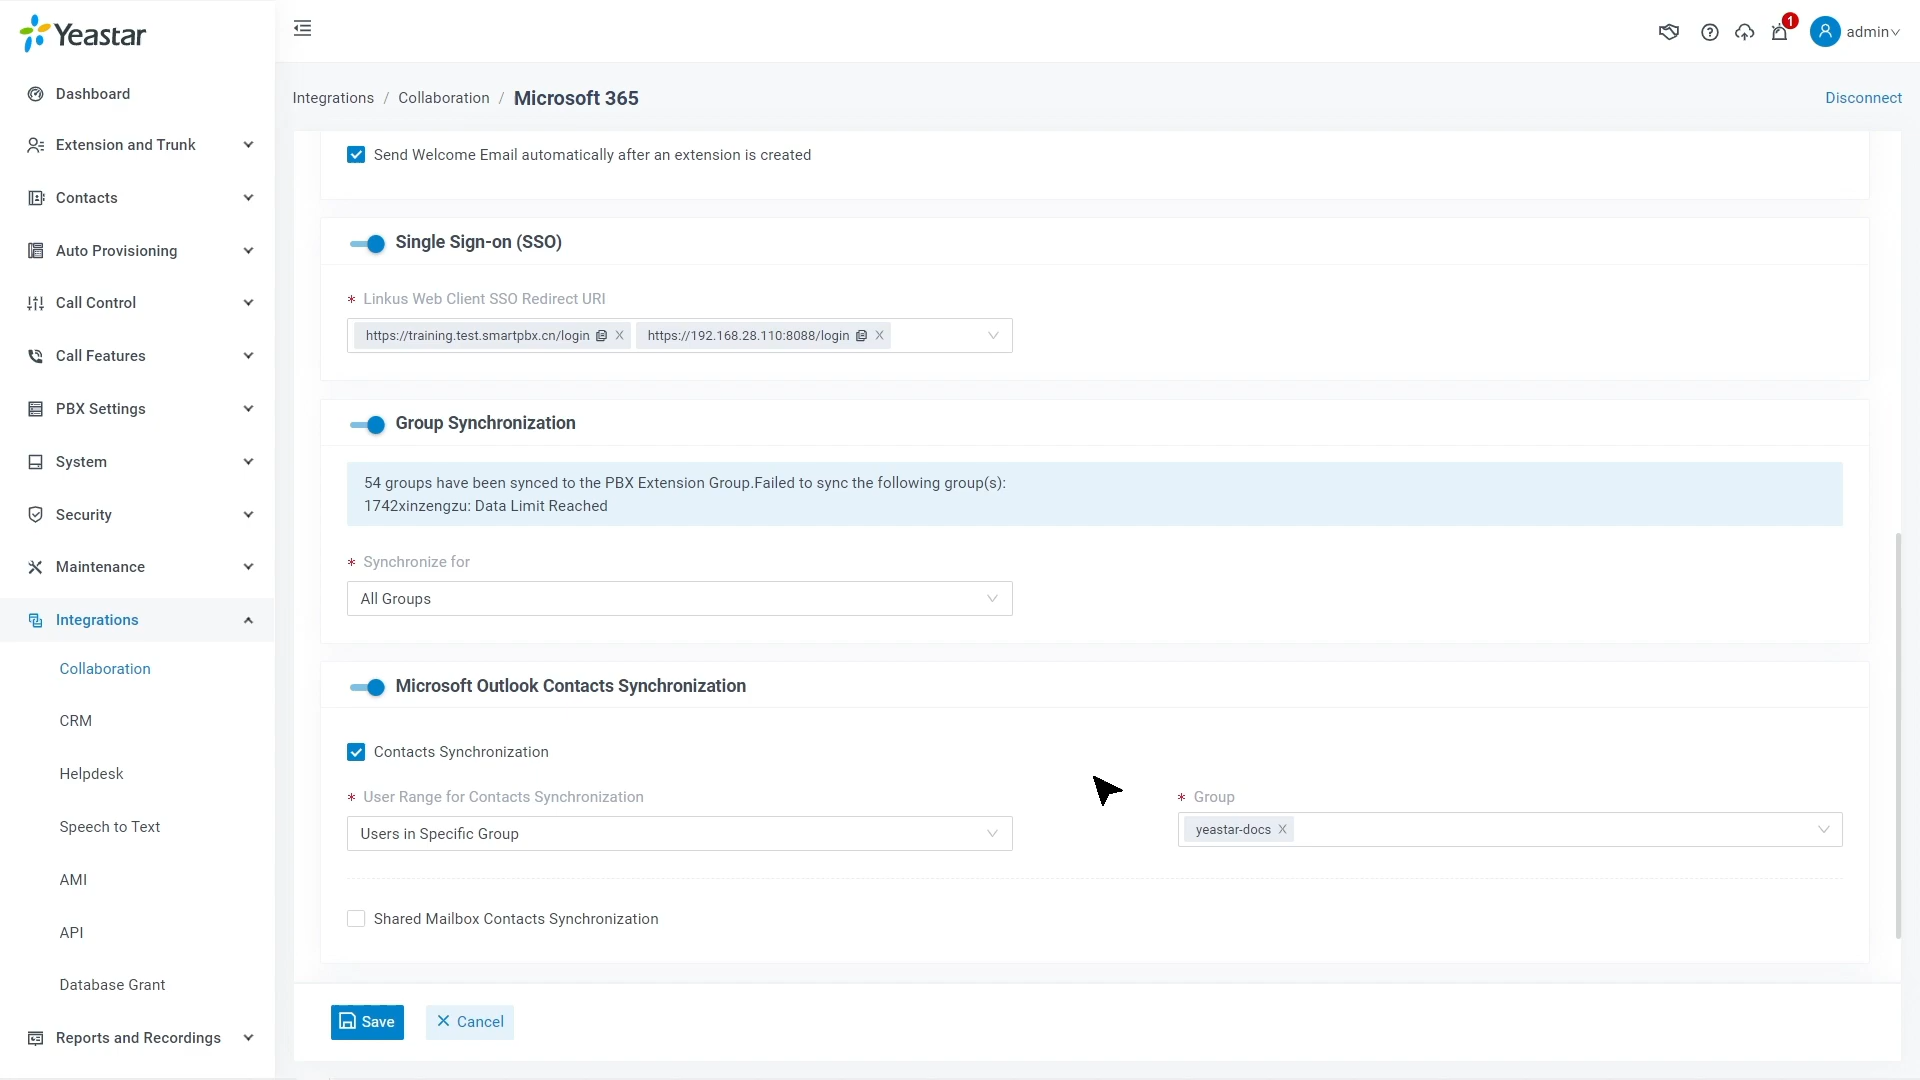 Yeastar
1
admin
Dashboard
Extension and Trunk
Contacts
Auto Provisioning
Call Control
Call Features
PBX Settings
System
Security
Maintenance
Integrations
Collaboration
CRM
Helpdesk
Speech to Text
AMI
API
Database Grant
Reports and Recordings
Integrations / Collaboration / Microsoft 365
Disconnect
Send Welcome Email automatically after an extension is created
Single Sign-on (SSO)
* Linkus Web Client SSO Redirect URI
https://training.test.smartpbx.cn/login X https://192.168.28.110:8088/login X
Group Synchronization
54 groups have been synced to the PBX Extension Group.Failed to sync the following group(s):
1742xinzengzu: Data Limit Reached
* Synchronize for
All Groups
Microsoft Outlook Contacts Synchronization
Contacts Synchronization
* User Range for Contacts Synchronization
Users in Specific Group
* Group
yeastar-docs X
Shared Mailbox Contacts Synchronization
Save
Cancel